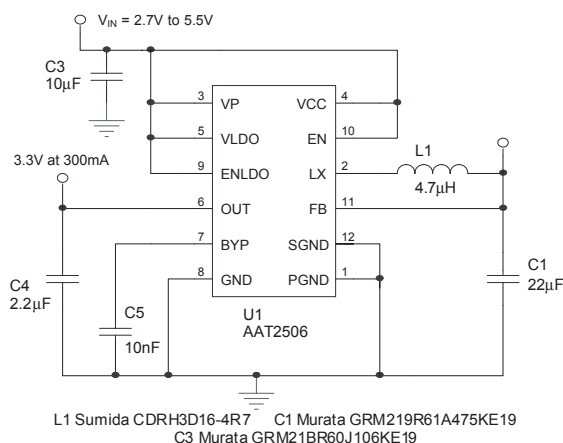 V_IN = 2.7V to 5.5V
C3
10μF
3 VP VCC 4
5 VLDO EN 10
3.3V at 300mA
9 ENLDO LX 2
L1
4.7μH
6 OUT FB 11
7 BYP SGND 12
8 GND PGND 1
C4
2.2μF
C1
22μF
C5
10nF
U1
AAT2506
L1 Sumida CDRH3D16-4R7 C1 Murata GRM219R61A475KE19
C3 Murata GRM21BR60J106KE19